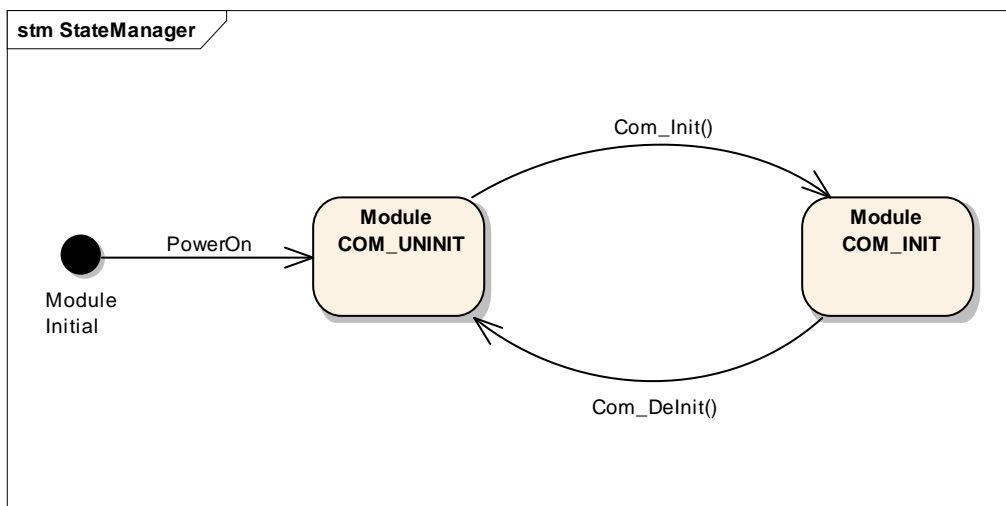 stm StateManager
Com_Init()
Module
COM_UNINIT
Module
COM_INIT
PowerOn
Module
Initial
Com_DeInit()